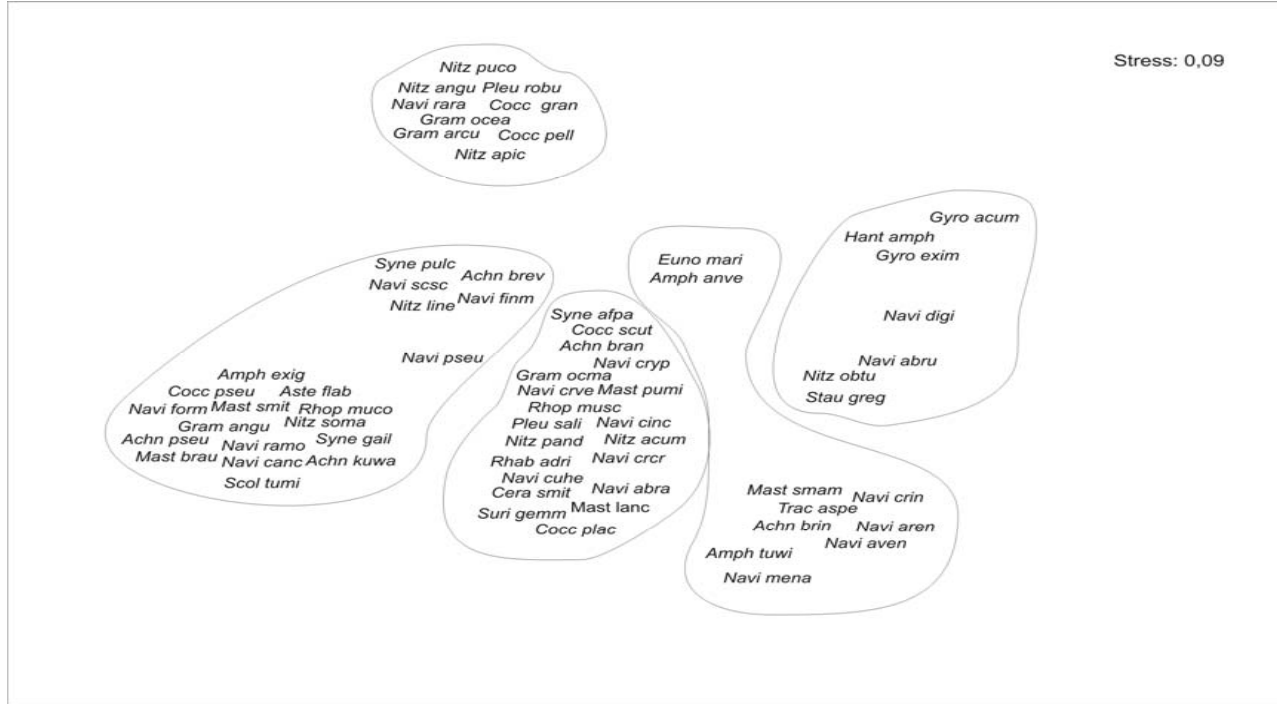 Stress: 0,09
Nitz puco
Nitz angu Pleu robu
Navi rara Cocc gran
Gram ocea
Gram arcu Cocc pell
Nitz apic
Syne pulc
Achn brev
Navi scsc
Navi finm
Nitz line
Navi pseu
Amph exig
Cocc pseu Aste flab
Navi form Mast smit Rhop muco
Gram angu Nitz soma
Achn pseu Navi ramo Syne gail
Mast brau Navi canc Achn kuwa
Scol tumi
Syne afpa
Cocc scut
Achn bran
Navi cryp
Gram ocma
Navi crve Mast pumi
Rhop musc
Pleu sali Navi cinc
Nitz pand Nitz acum
Rhab adri Navi crcr
Navi cuhe
Cera smit Navi abra
Suri gemm Mast lanc
Cocc plac
Euno mari
Amph anve
Gyro acum
Hant amph
Gyro exim
Navi digi
Navi abru
Nitz obtu
Stau greg
Mast smam Navi crin
Trac aspe
Achn brin Navi aren
Navi aven
Amph tuwi
Navi mena